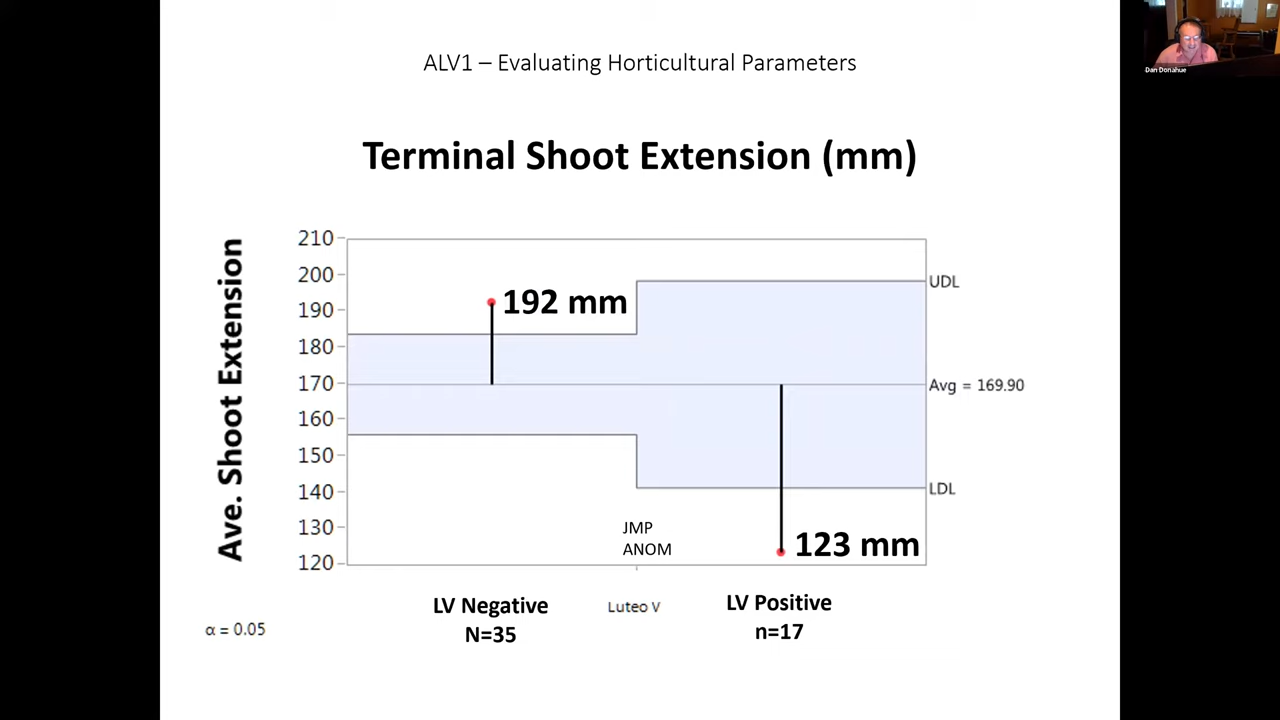 ALV1 – Evaluating Horticultural Parameters
Dan Donahue
Terminal Shoot Extension (mm)
Ave. Shoot Extension
210
200
190
180
170
160
150
140
130
120
192 mm
UDL
Avg = 169.90
LDL
JMP
ANOM
123 mm
LV Negative
N=35
Luteo V
LV Positive
n=17
α = 0.05